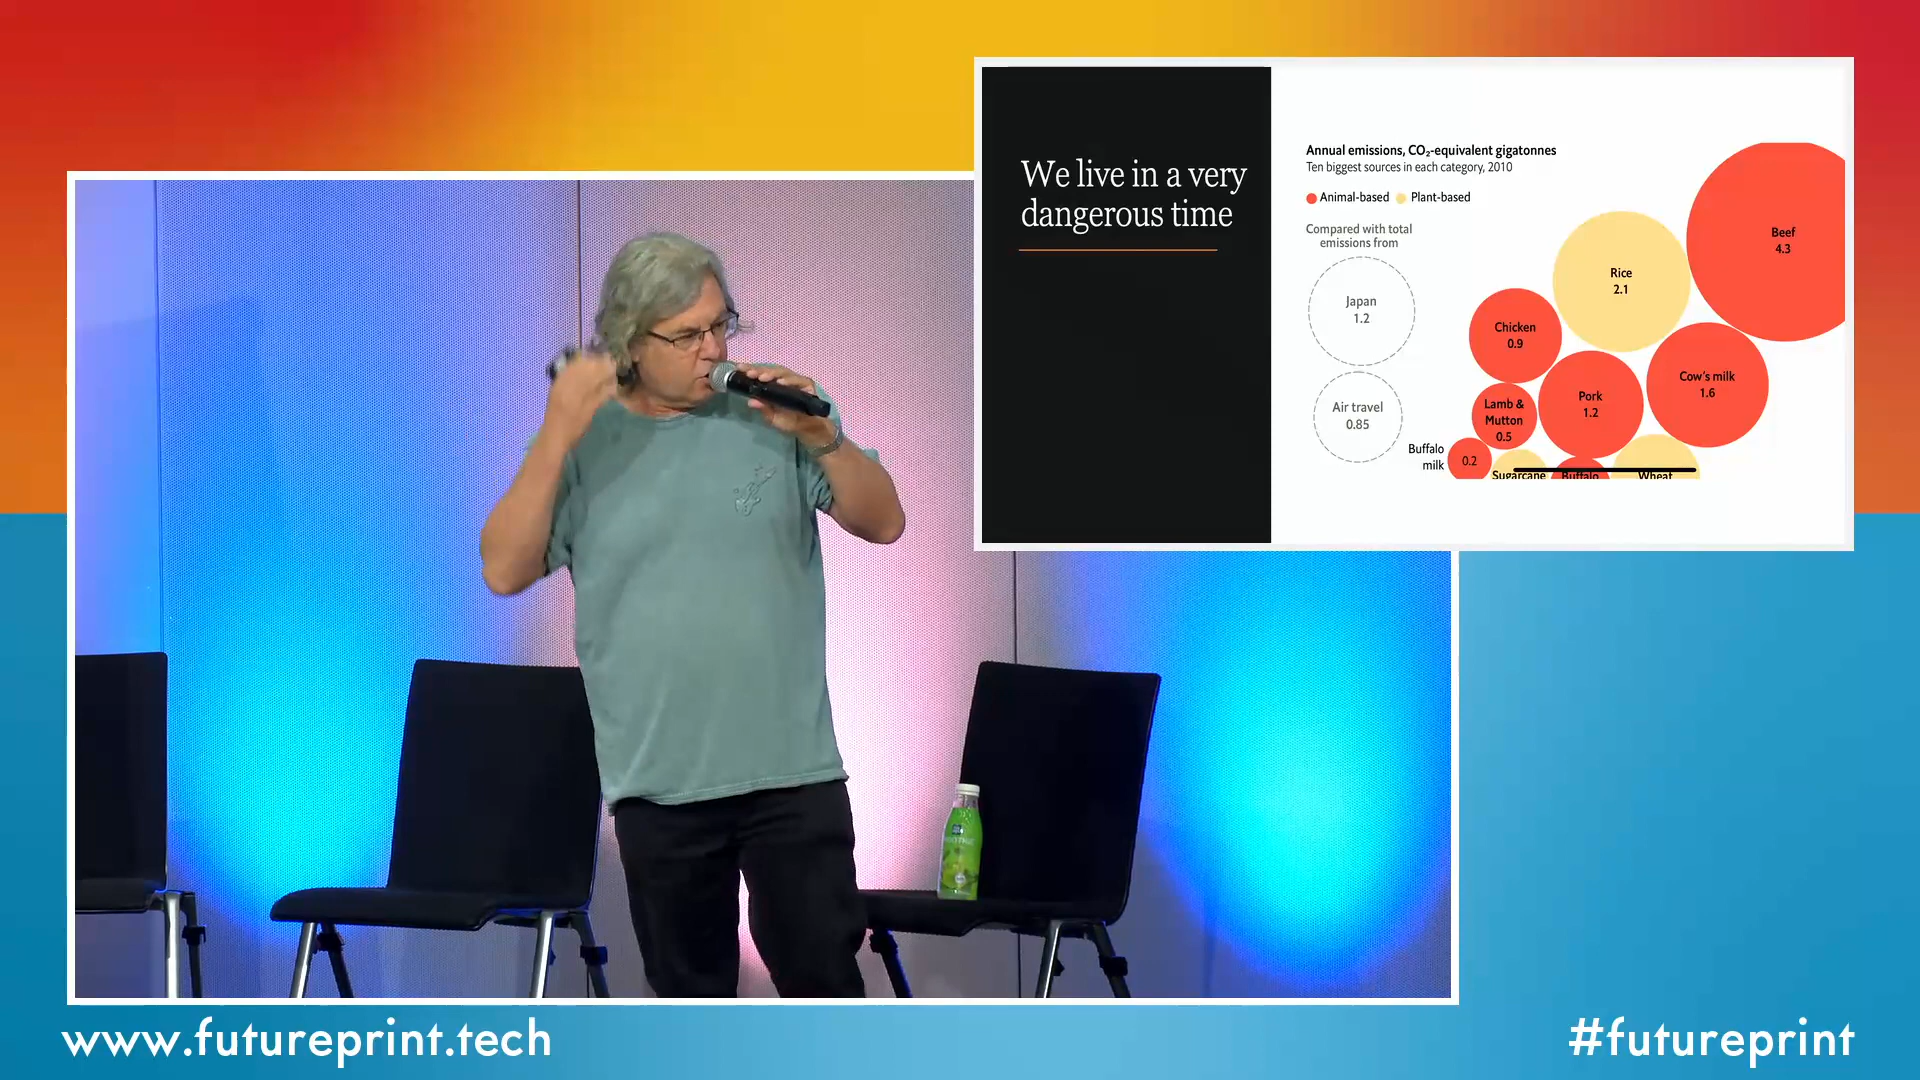 We live in a very
dangerous time
Annual emissions, CO₂-equivalent gigatonnes
Ten biggest sources in each category, 2010
Animal-based Plant-based
Compared with total
emissions from
Japan
1.2
Air travel
0.85
Beef
4.3
Rice
2.1
Chicken
0.9
Cow's milk
1.6
Pork
1.2
Lamb &
Mutton
0.5
Buffalo
milk
0.2
Sugarcane
Buffalo
Wheat
www.futureprint.tech
#futureprint